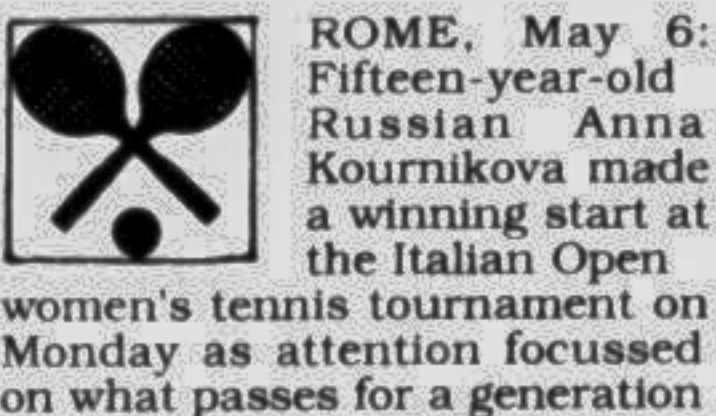 ROME, May 6:
Fifteen-year-old
Russian Anna
Kournikova made
a winning start at
the Italian Open
women's tennis tournament on
Monday as attention focussed
on what passes for a generation